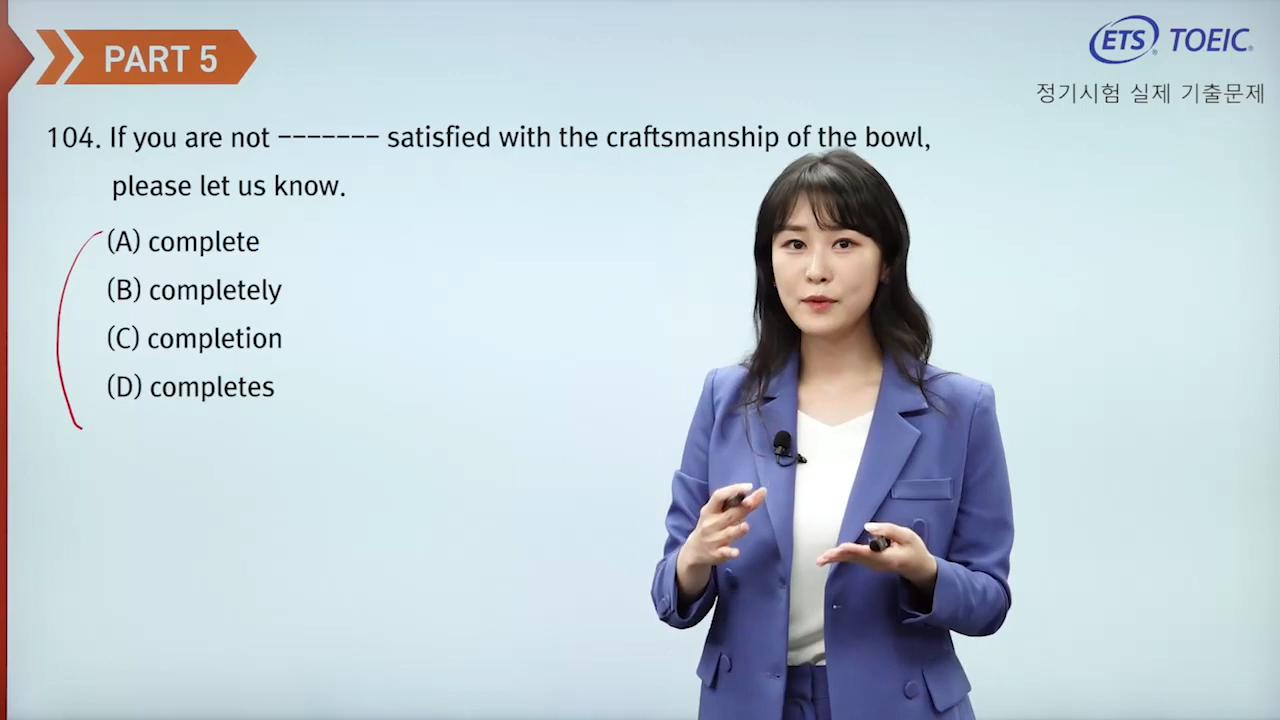 PART 5
ETS® TOEIC®
정기시험 실제 기출문제
104. If you are not ------- satisfied with the craftsmanship of the bowl,
please let us know.
(A) complete
(B) completely
(C) completion
(D) completes